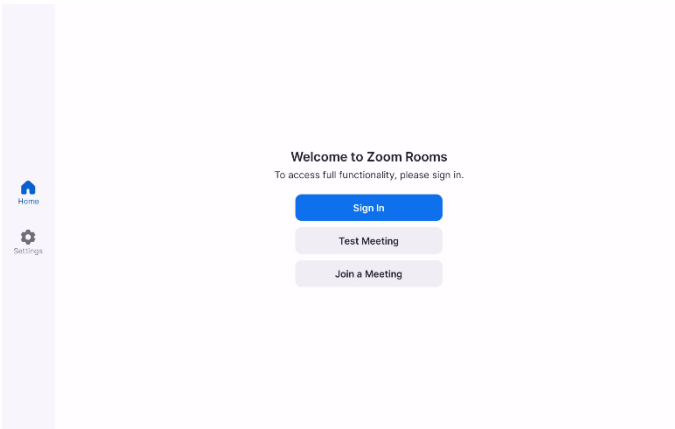 Welcome to Zoom Rooms
To access full functionality, please sign in.
Home
Sign In
Test Meeting
Settings
Join a Meeting